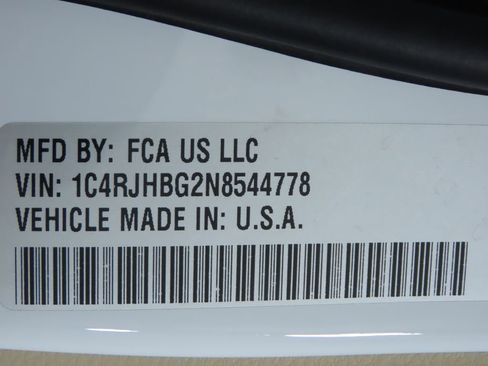 MFD BY: FCA US LLC
VIN: 1C4RJHBG2N8544778
VEHICLE MADE IN: U.S.A.